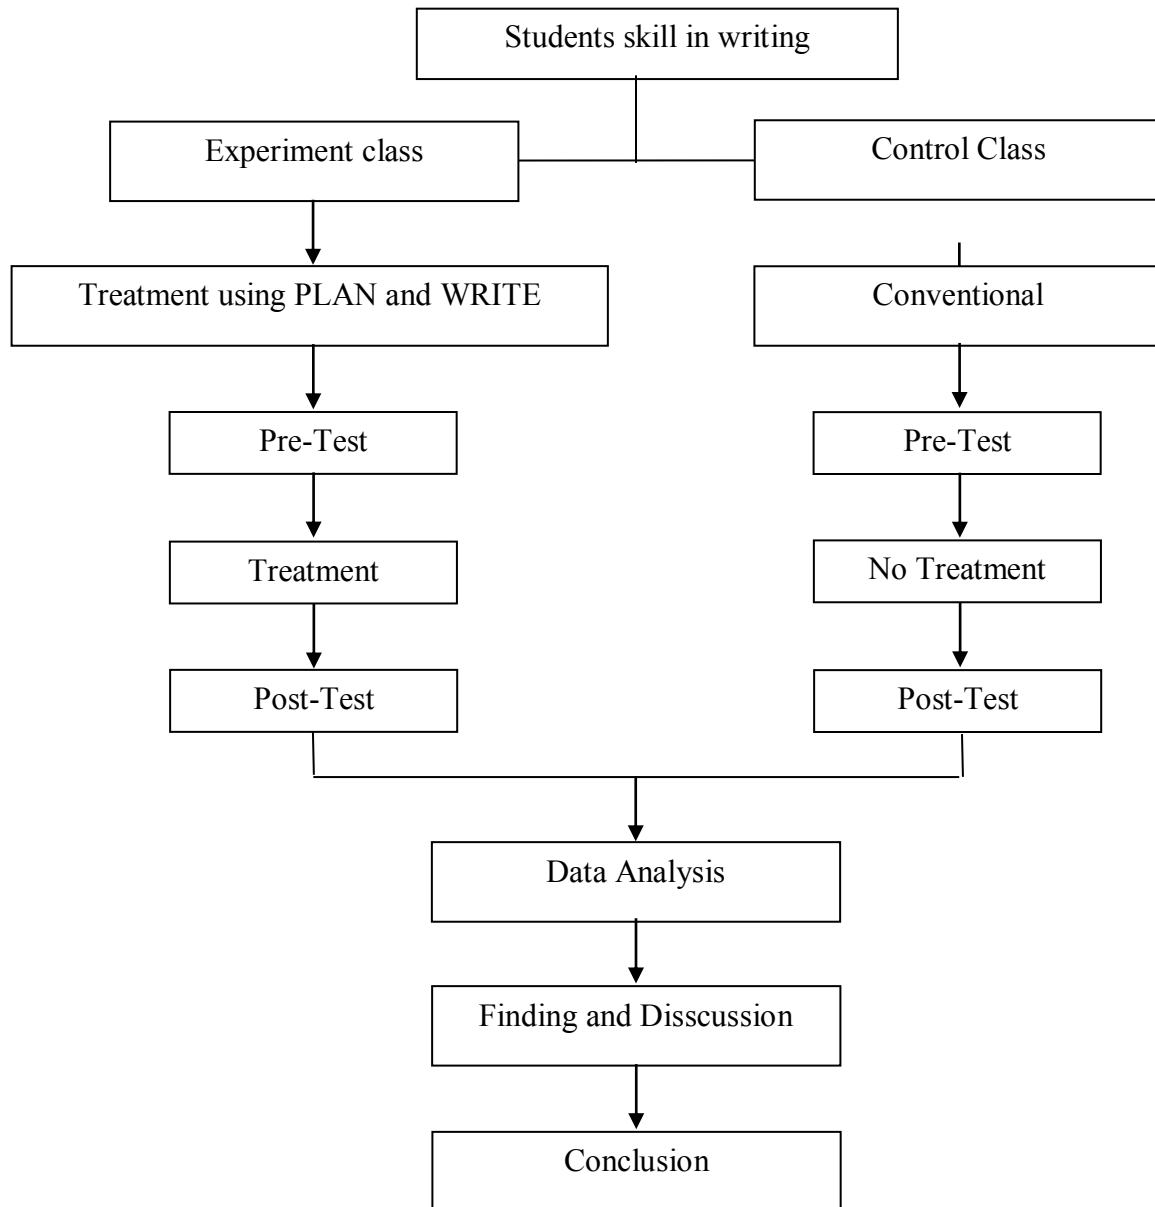 Students skill in writing
Experiment class
Control Class
Treatment using PLAN and WRITE
Conventional
Pre-Test
Pre-Test
Treatment
No Treatment
Post-Test
Post-Test
Data Analysis
Finding and Disscussion
Conclusion